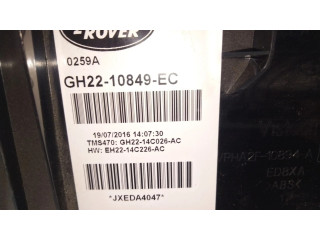 ROVER
0259A
GH22-10849-EC
19/07/2016 14:07:30
TMS470: GH22-14C026-AC
HW: EH22-14C226-AC
*JXEDA4047*